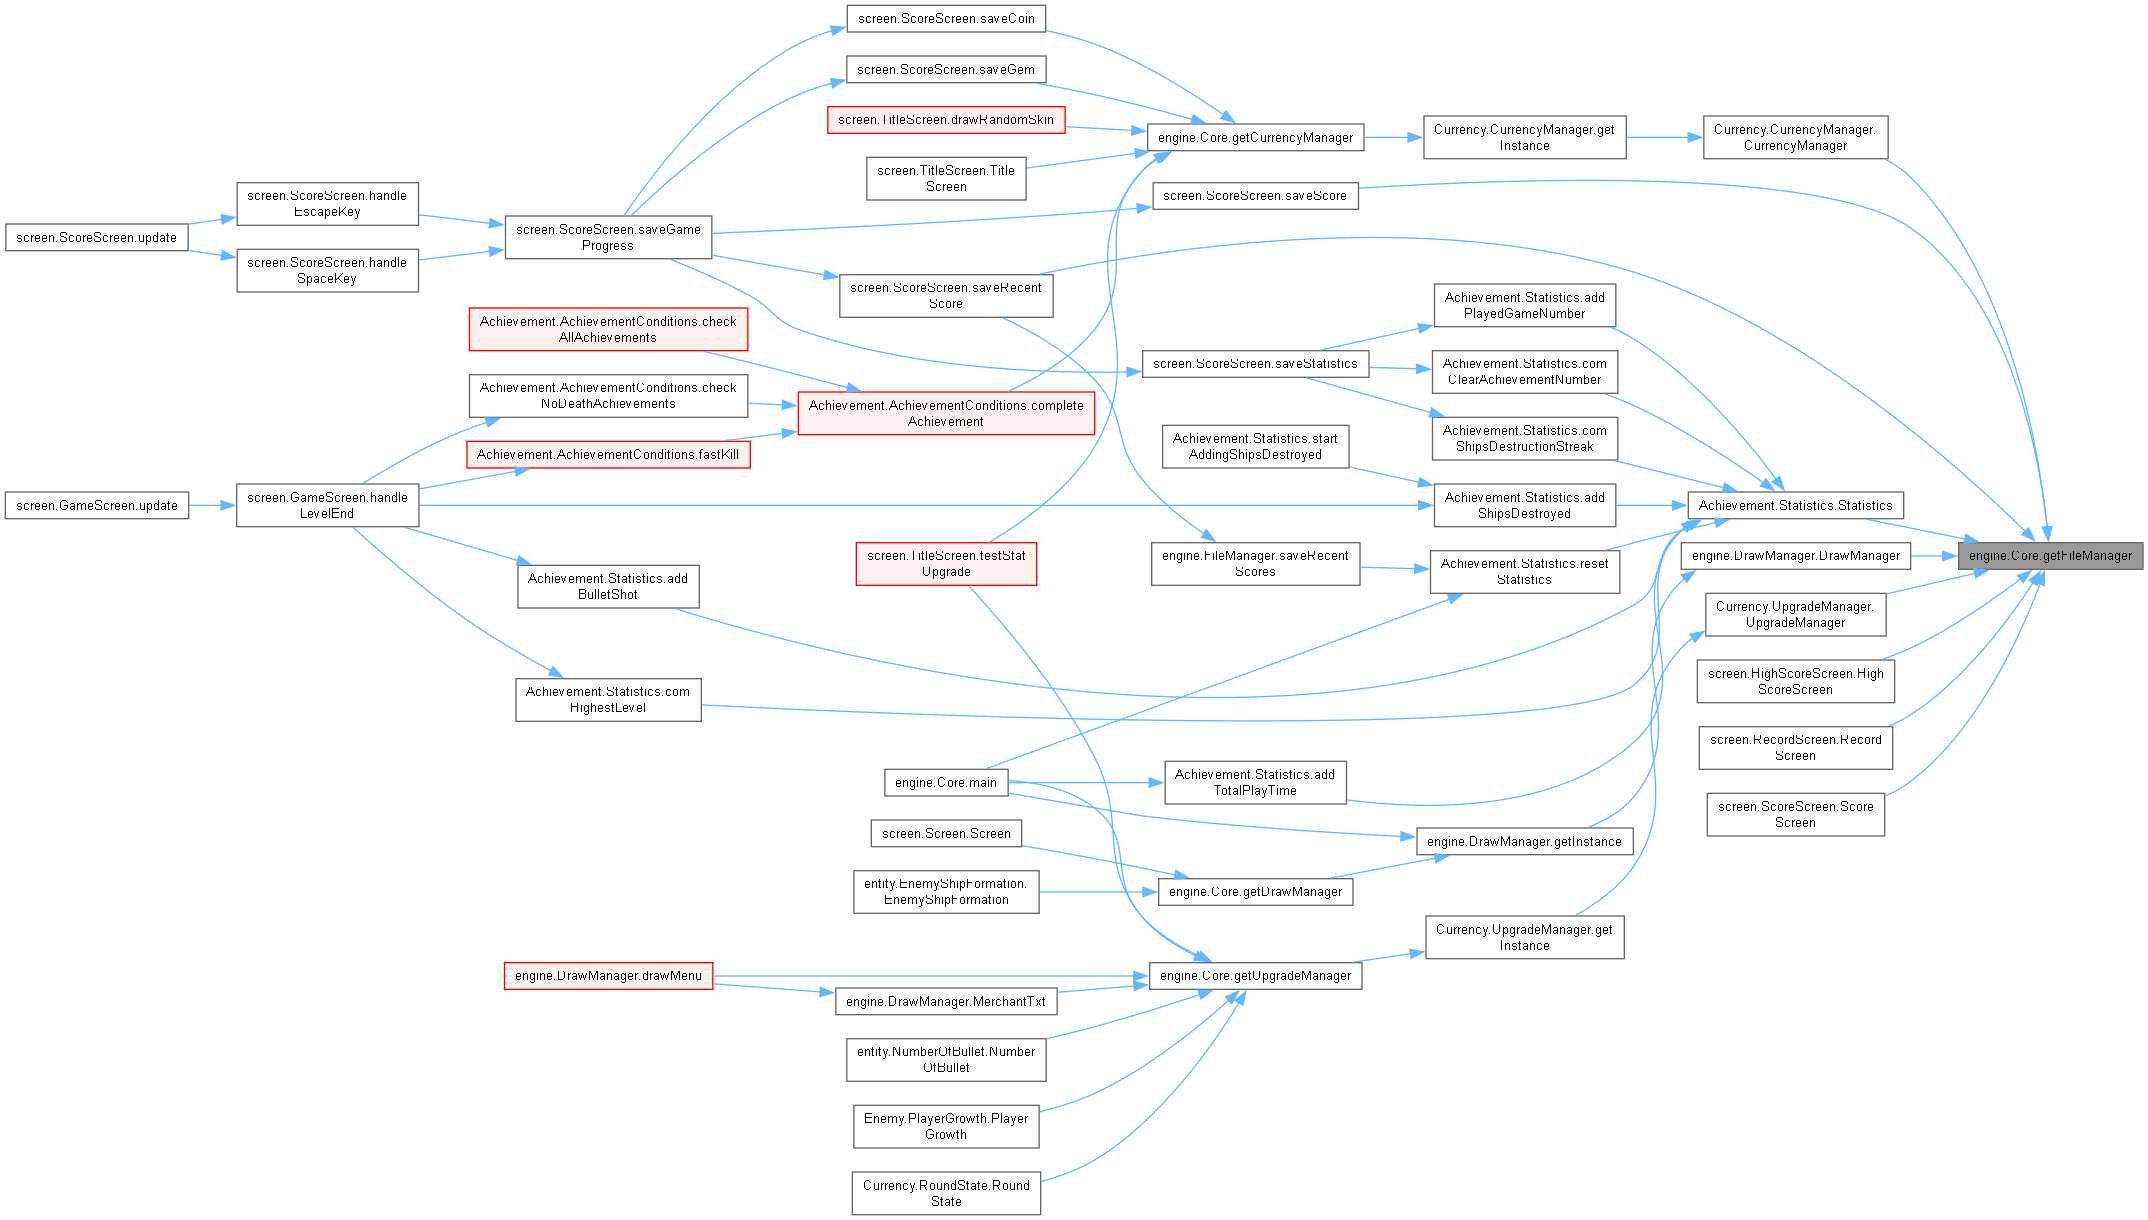 screen.ScoreScreen.saveCoin
screen.ScoreScreen.saveGem
screen.TitleScreen.drawRandomSkin
engine.Core.getCurrencyManager
Currency.CurrencyManager.get
Instance
Currency.CurrencyManager.
CurrencyManager
screen.TitleScreen.Title
Screen
screen.ScoreScreen.saveScore
screen.ScoreScreen.handle
EscapeKey
screen.ScoreScreen.update
screen.ScoreScreen.saveGame
Progress
screen.ScoreScreen.handle
SpaceKey
screen.ScoreScreen.saveRecent
Score
Achievement.Statistics.add
PlayedGameNumber
Achievement.AchievementConditions.check
AllAchievements
screen.ScoreScreen.saveStatistics
Achievement.Statistics.com
ClearAchievementNumber
Achievement.AchievementConditions.check
NoDeathAchievements
Achievement.AchievementConditions.complete
Achievement
Achievement.Statistics.com
ShipsDestructionStreak
Achievement.Statistics.start
AddingShipsDestroyed
Achievement.AchievementConditions.fastKill
screen.GameScreen.update
screen.GameScreen.handle
LevelEnd
Achievement.Statistics.add
ShipsDestroyed
Achievement.Statistics.Statistics
screen.TitleScreen.testStat
Upgrade
engine.FileManager.saveRecent
Scores
Achievement.Statistics.reset
Statistics
engine.DrawManager.DrawManager
engine.Core.getFileManager
Achievement.Statistics.add
BulletShot
Currency.UpgradeManager.
UpgradeManager
screen.HighScoreScreen.High
ScoreScreen
Achievement.Statistics.com
HighestLevel
screen.RecordScreen.Record
Screen
engine.Core.main
Achievement.Statistics.add
TotalPlayTime
screen.ScoreScreen.Score
Screen
screen.Screen.Screen
engine.DrawManager.getInstance
entity.EnemyShipFormation.
EnemyShipFormation
engine.Core.getDrawManager
Currency.UpgradeManager.get
Instance
engine.DrawManager.drawMenu
engine.Core.getUpgradeManager
engine.DrawManager.MerchantTxt
entity.NumberOfBullet.Number
OfBullet
Enemy.PlayerGrowth.Player
Growth
Currency.RoundState.Round
State